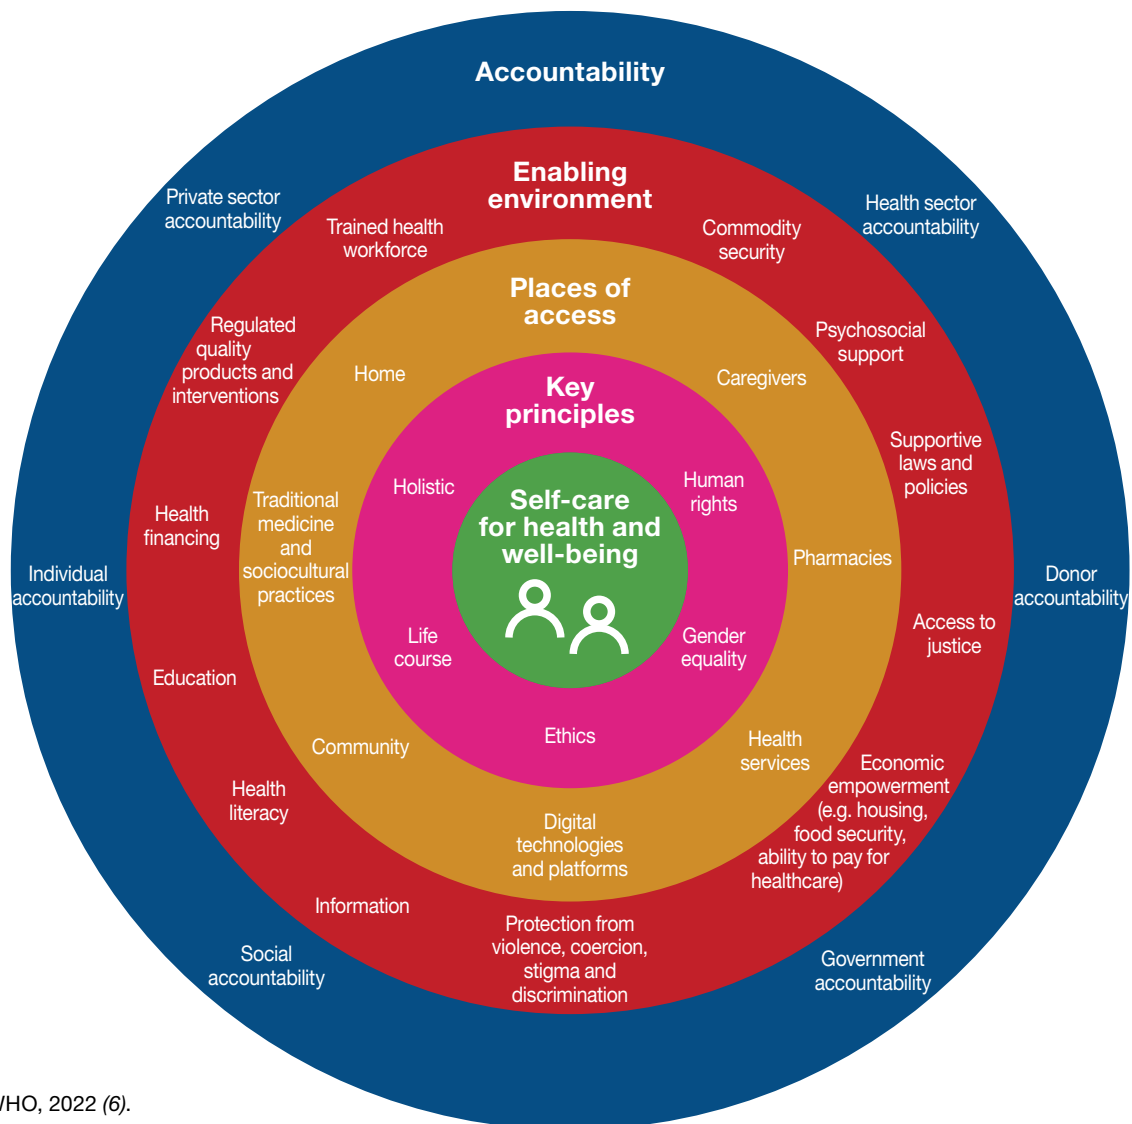 Accountability
Private sector
accountability
Health sector
accountability
Individual
accountability
Donor
accountability
Social
accountability
Government
accountability
Enabling
environment
Trained health
workforce
Commodity
security
Regulated
quality
products and
interventions
Psychosocial
support
Supportive
laws and
policies
Health
financing
Access to
justice
Education
Economic
empowerment
(e.g. housing,
food security,
ability to pay for
healthcare)
Health
literacy
Information
Protection from
violence, coercion,
stigma and
discrimination
Places of
access
Home
Caregivers
Traditional
medicine
and
sociocultural
practices
Pharmacies
Community
Health
services
Digital
technologies
and platforms
Key
principles
Holistic
Human
rights
Life
course
Gender
equality
Ethics
Self-care
for health and
well-being
WHO, 2022 (6).